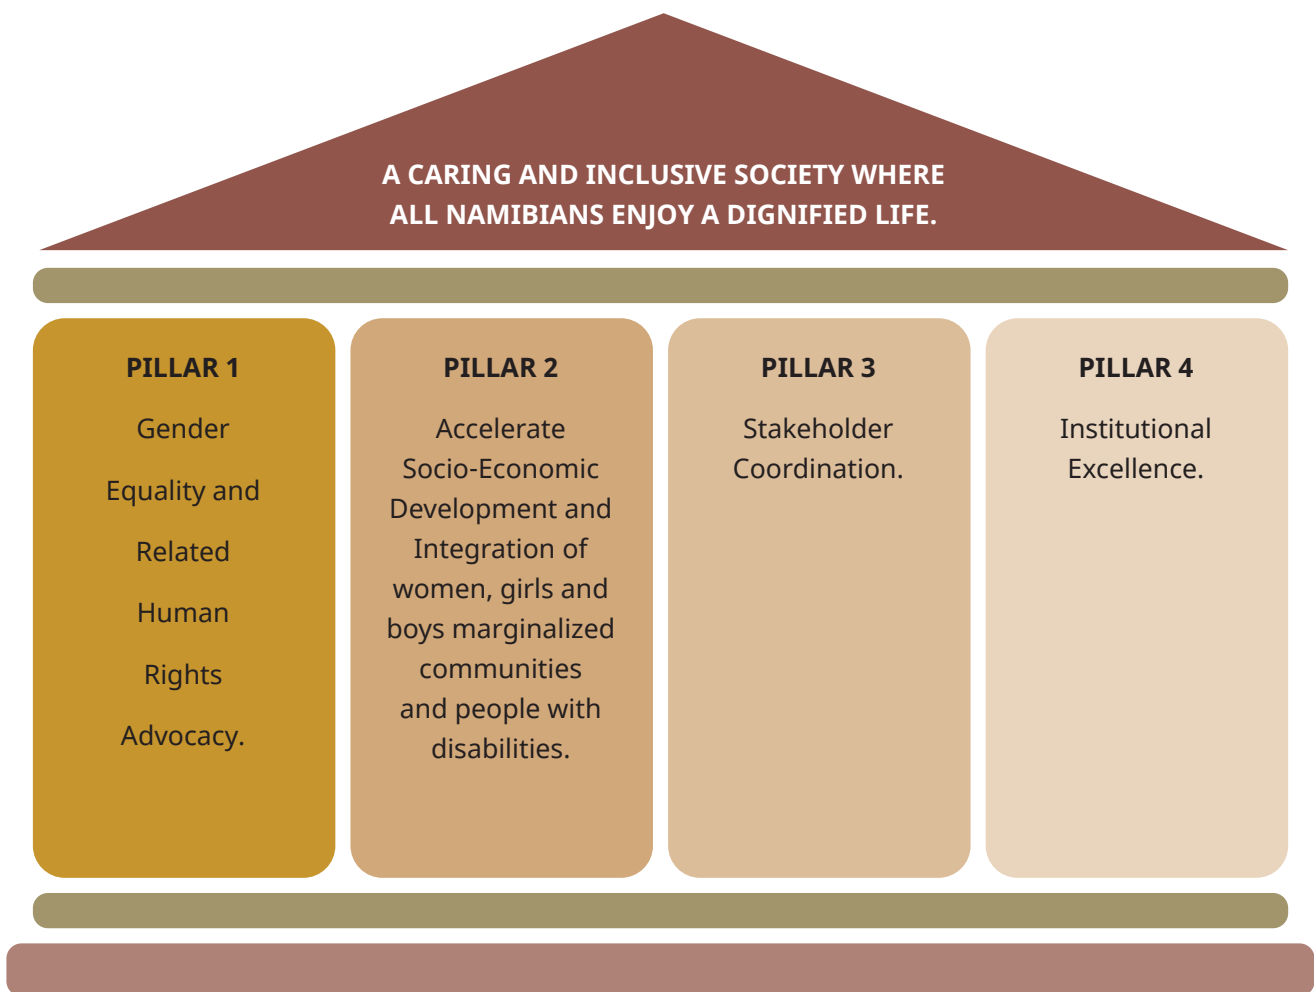 A CARING AND INCLUSIVE SOCIETY WHERE
ALL NAMIBIANS ENJOY A DIGNIFIED LIFE.
PILLAR 1
Gender
Equality and
Related
Human
Rights
Advocacy.
PILLAR 2
Accelerate
Socio-Economic
Development and
Integration of
women, girls and
boys marginalized
communities
and people with
disabilities.
PILLAR 3
Stakeholder
Coordination.
PILLAR 4
Institutional
Excellence.